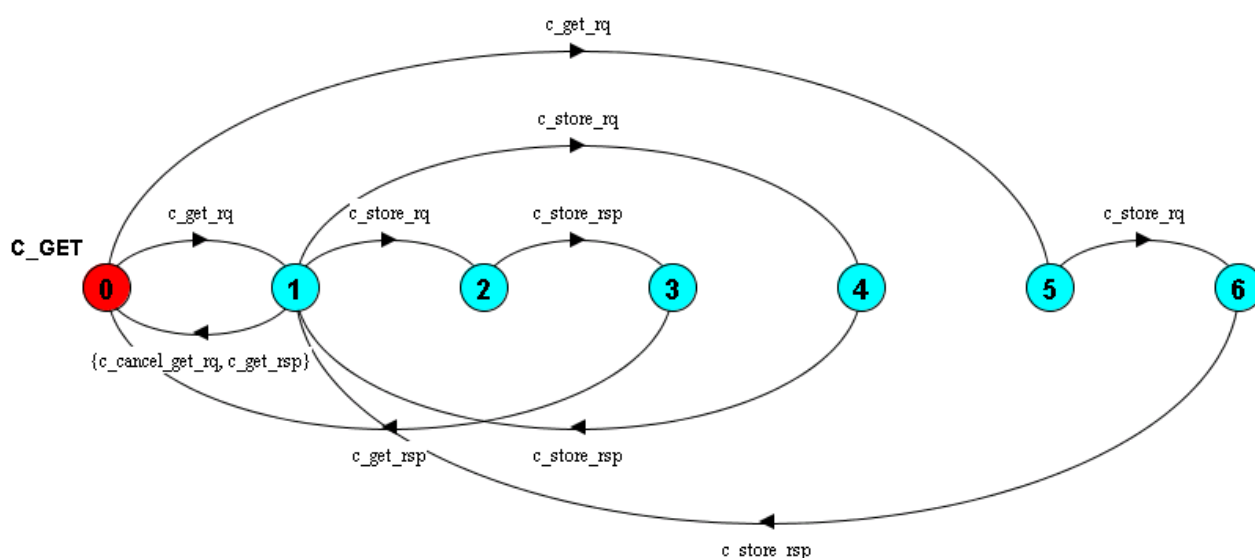 c_get_rq
c_store_rq
c_get_rq
c_store_rq
c_store_rsp
c_store_rq
C_GET
0
1
2
3
4
5
6
{c_cancel_get_rq, c_get_rsp}
c_get_rsp
c_store_rsp
c_store_rsp